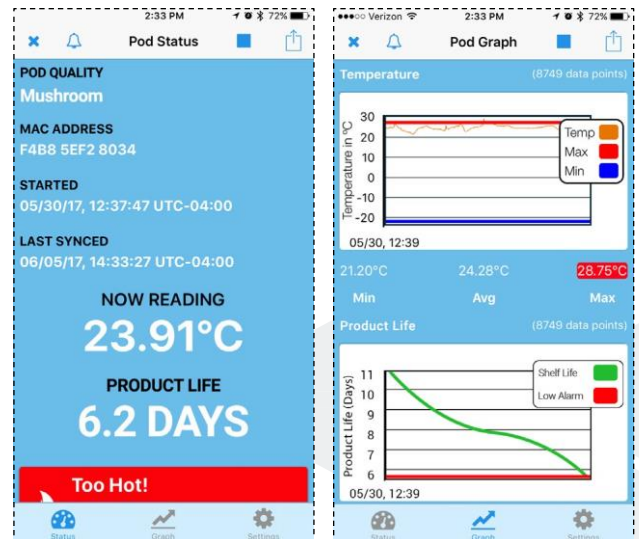 2:33 PM
72%
Pod Status
POD QUALITY
Mushroom
MAC ADDRESS
F4B8 5EF2 8034
STARTED
05/30/17, 12:37:47 UTC-04:00
LAST SYNCED
06/05/17, 14:33:27 UTC-04:00
NOW READING
23.91°C
PRODUCT LIFE
6.2 DAYS
Too Hot!
Status
Graph
Settings
Verizon
2:33 PM
72%
Pod Graph
Temperature
(8749 data points)
Temperature in ºC
30
20
10
0
-10
-20
Temp
Max
Min
05/30, 12:39
21.20°C
24.28°C
28.75°C
Min
Avg
Max
Product Life
(8749 data points)
Product Life (Days)
11
10
9
8
7
6
Shelf Life
Low Alarm
05/30, 12:39
Status
Graph
Settings